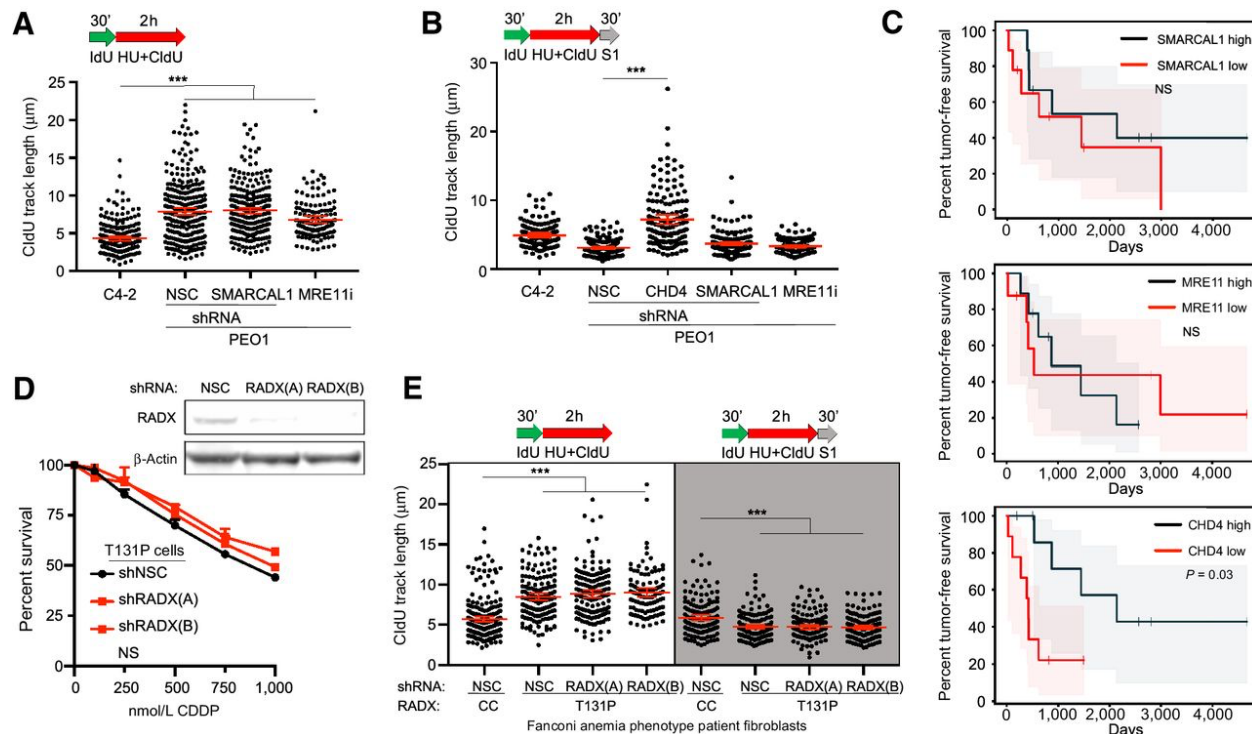 A
30' 2h
IdU HU+CldU
***
CldU track length (µm)
25
20
15
10
5
0
C4-2 NSC SMARCAL1 MRE11i
shRNA
PEO1
B
30' 2h 30'
IdU HU+CldU S1
***
CldU track length (µm)
30
20
10
0
C4-2 NSC CHD4 SMARCAL1 MRE11i
shRNA
PEO1
C
Percent tumor-free survival
100
80
60
40
20
0
SMARCAL1 high
SMARCAL1 low
NS
0 1,000 2,000 3,000 4,000
Days
Percent tumor-free survival
100
80
60
40
20
0
MRE11 high
MRE11 low
NS
0 1,000 2,000 3,000 4,000
Days
Percent tumor-free survival
100
80
60
40
20
0
CHD4 high
CHD4 low
P = 0.03
0 1,000 2,000 3,000 4,000
Days
D
shRNA: NSC RADX(A) RADX(B)
RADX
β-Actin
Percent survival
100
75
50
25
0
T131P cells
shNSC
shRADX(A)
shRADX(B)
NS
0 250 500 750 1,000
nmol/L CDDP
E
30' 2h
IdU HU+CldU
30' 2h 30'
IdU HU+CldU S1
CldU track length (µm)
25
20
15
10
5
0
***
***
shRNA: NSC NSC RADX(A) RADX(B) NSC NSC RADX(A) RADX(B)
RADX: CC T131P CC T131P
Fanconi anemia phenotype patient fibroblasts